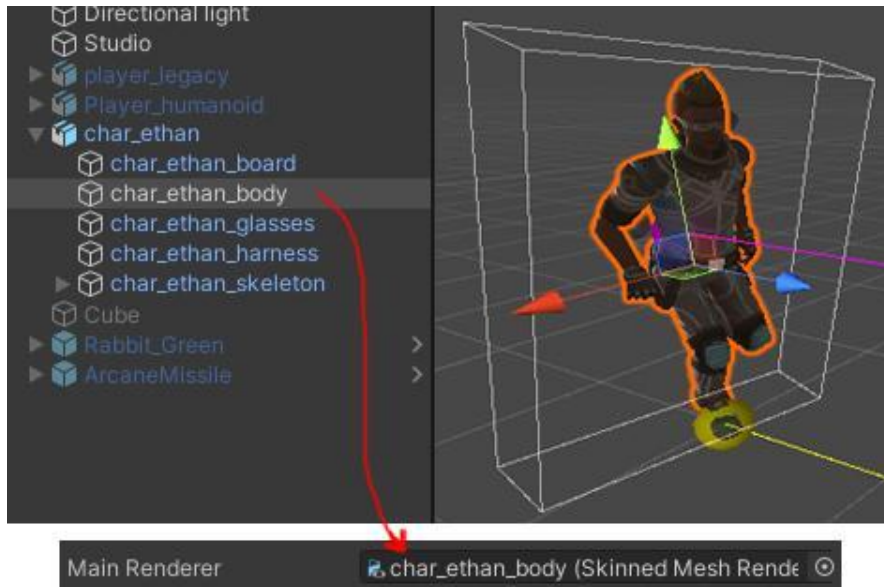 Directional light
Studio
player_legacy
Player_humanoid
char_ethan
char_ethan_board
char_ethan_body
char_ethan_glasses
char_ethan_harness
char_ethan_skeleton
Cube
Rabbit_Green
ArcaneMissile
Main Renderer char_ethan_body (Skinned Mesh Rende